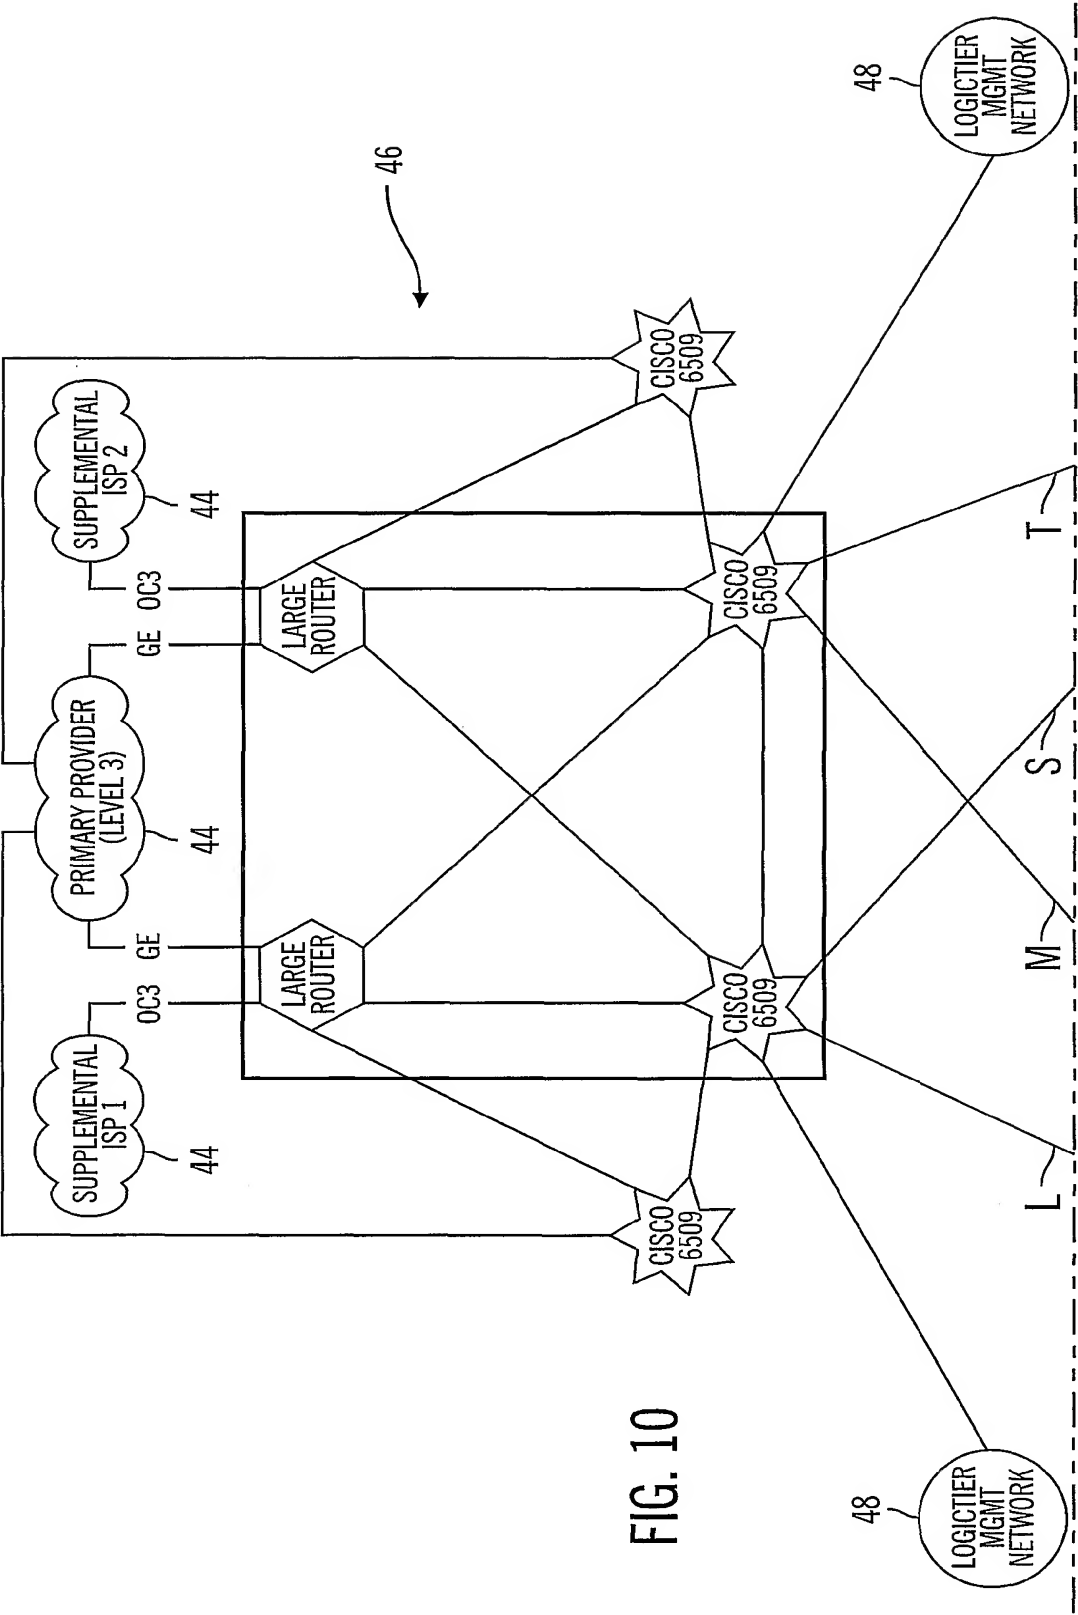 SUPPLEMENTAL
ISP 1
44
PRIMARY PROVIDER
(LEVEL 3)
44
SUPPLEMENTAL
ISP 2
44
OC3
GE
GE
OC3
LARGE
ROUTER
LARGE
ROUTER
46
CISCO
6509
CISCO
6509
CISCO
6509
CISCO
6509
FIG. 10
48
LOGICTIER
MGMT
NETWORK
L
M
S
T
48
LOGICTIER
MGMT
NETWORK